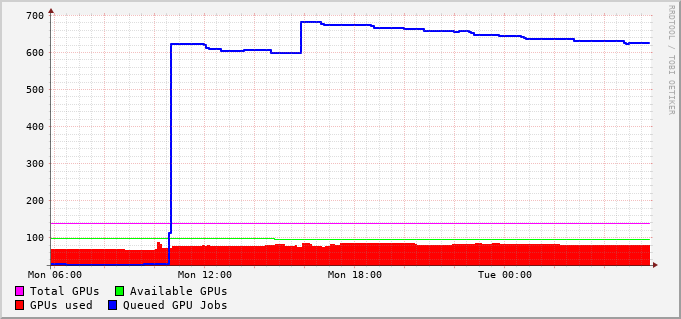 700
600
500
400
300
200
100
Mon 06:00 Mon 12:00 Mon 18:00 Tue 00:00
Total GPUs Available GPUs
GPUs used Queued GPU Jobs
RRDTOOL / TOBI OETIKER